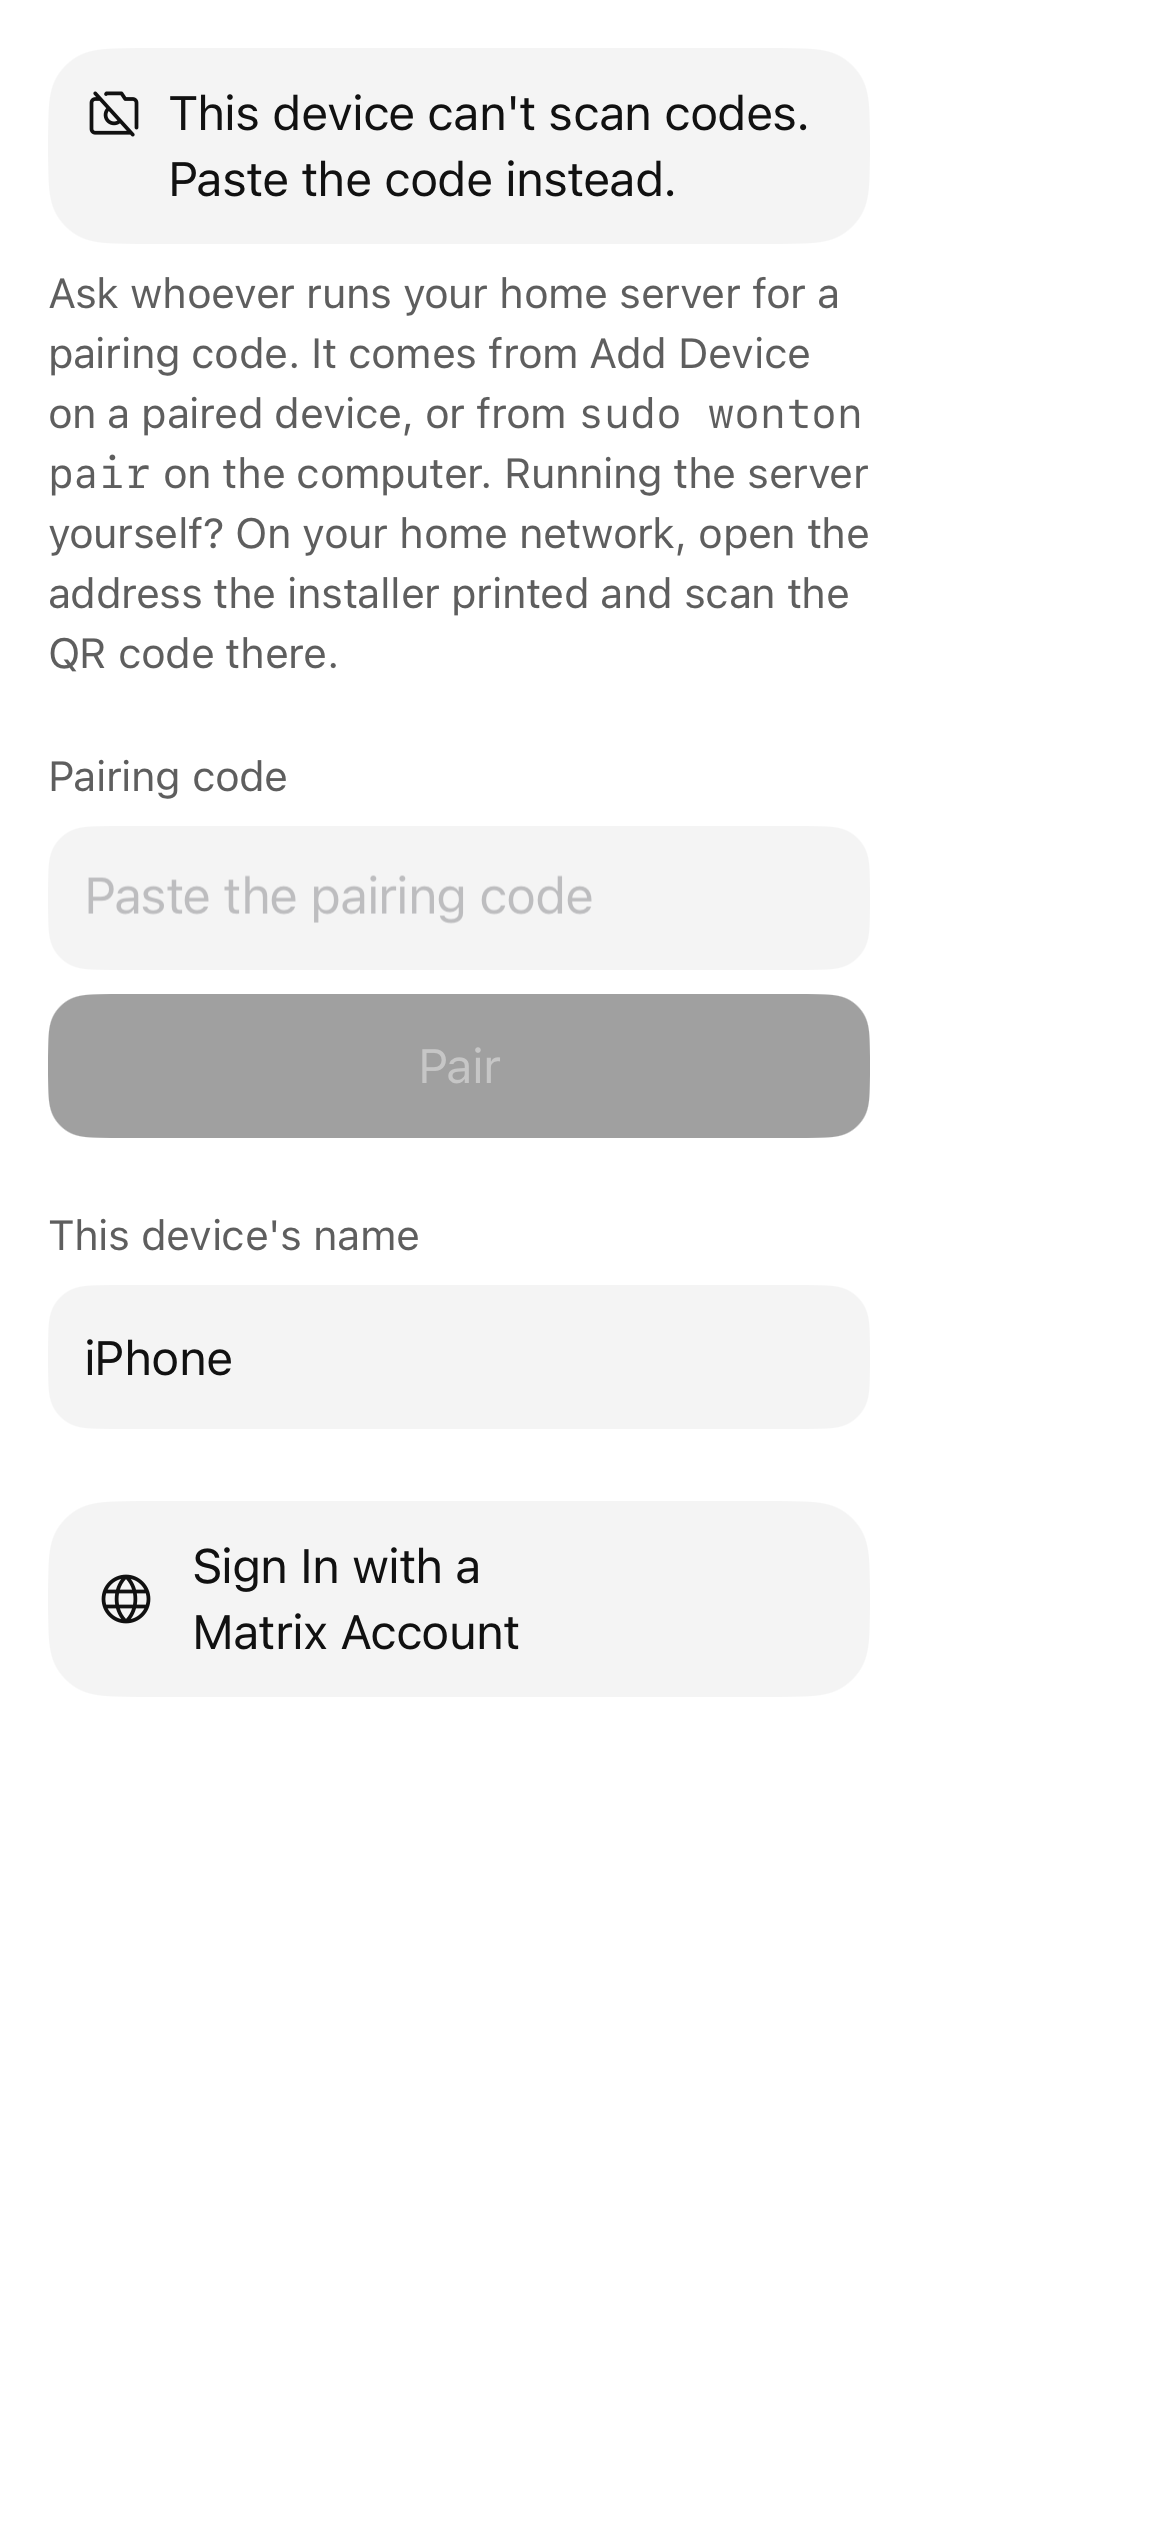 This device can't scan codes.
Paste the code instead.
Ask whoever runs your home server for a
pairing code. It comes from Add Device
on a paired device, or from sudo wonton
pair on the computer. Running the server
yourself? On your home network, open the
address the installer printed and scan the
QR code there.
Pairing code
Paste the pairing code
Pair
This device's name
iPhone
Sign In with a
Matrix Account